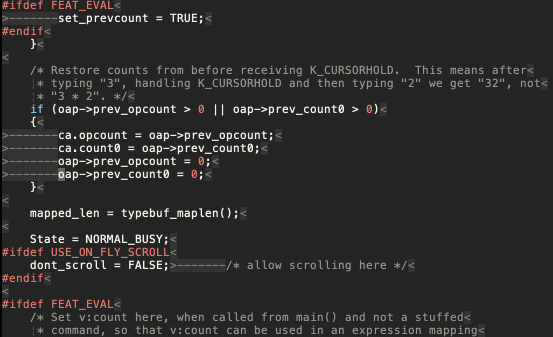 #ifdef FEAT_EVAL<
>-------set_prevcount = TRUE;<
#endif<
    }<
<
    /* Restore counts from before receiving K_CURSORHOLD.  This means after<
    ¦* typing "3", handling K_CURSORHOLD and then typing "2" we get "32", not<
    ¦* "3 * 2". */<
    if (oap->prev_opcount > 0 || oap->prev_count0 > 0)<
    {<
>-------ca.opcount = oap->prev_opcount;<
>-------ca.count0 = oap->prev_count0;<
>-------oap->prev_opcount = 0;<
>-------oap->prev_count0 = 0;<
    }<
<
    mapped_len = typebuf_maplen();<
<
    State = NORMAL_BUSY;<
#ifdef USE_ON_FLY_SCROLL<
    dont_scroll = FALSE;>-------/* allow scrolling here */<
#endif<
<
#ifdef FEAT_EVAL<
    /* Set v:count here, when called from main() and not a stuffed<
    ¦* command, so that v:count can be used in an expression mapping<